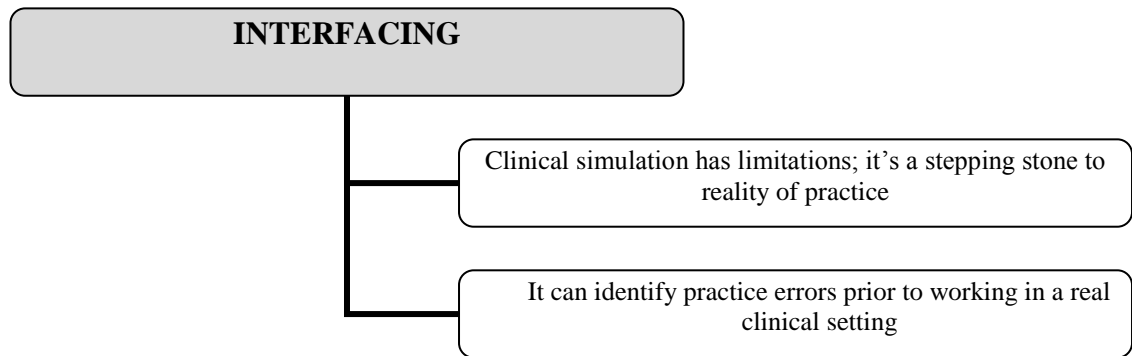 INTERFACING
Clinical simulation has limitations; it’s a stepping stone to
reality of practice
It can identify practice errors prior to working in a real
clinical setting